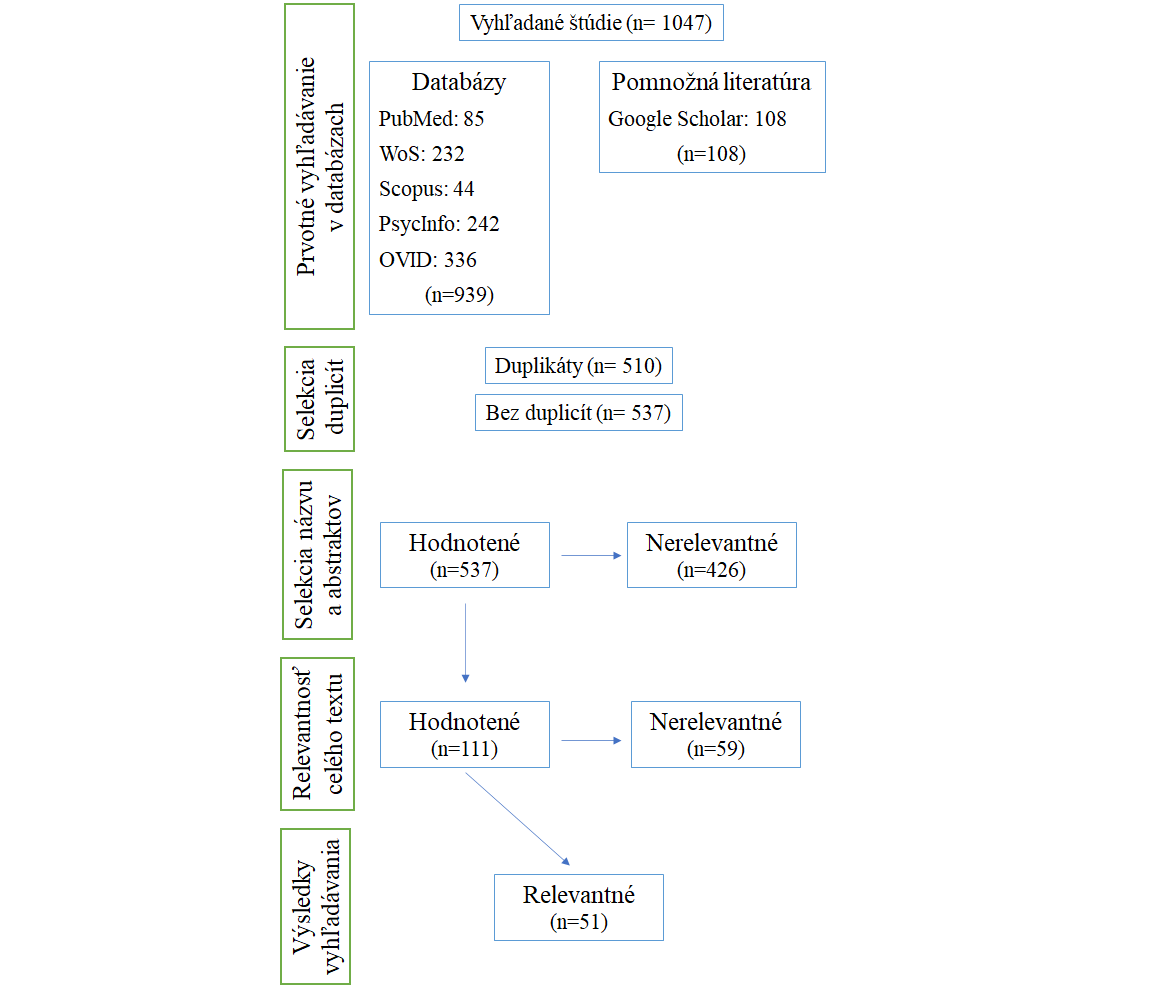 Prvotné vyhľadávanie
v databázach
Vyhľadané štúdie (n= 1047)
Databázy
PubMed: 85
WoS: 232
Scopus: 44
PsycInfo: 242
OVID: 336
(n=939)
Pomnožná literatúra
Google Scholar: 108
(n=108)
Selekcia
duplicít
Duplikáty (n= 510)
Bez duplicít (n= 537)
Selekcia názvu
a abstraktov
Hodnotené
(n=537)
Nerelevantné
(n=426)
Relevantnosť
celého textu
Hodnotené
(n=111)
Nerelevantné
(n=59)
Výsledky
vyhľadávania
Relevantné
(n=51)